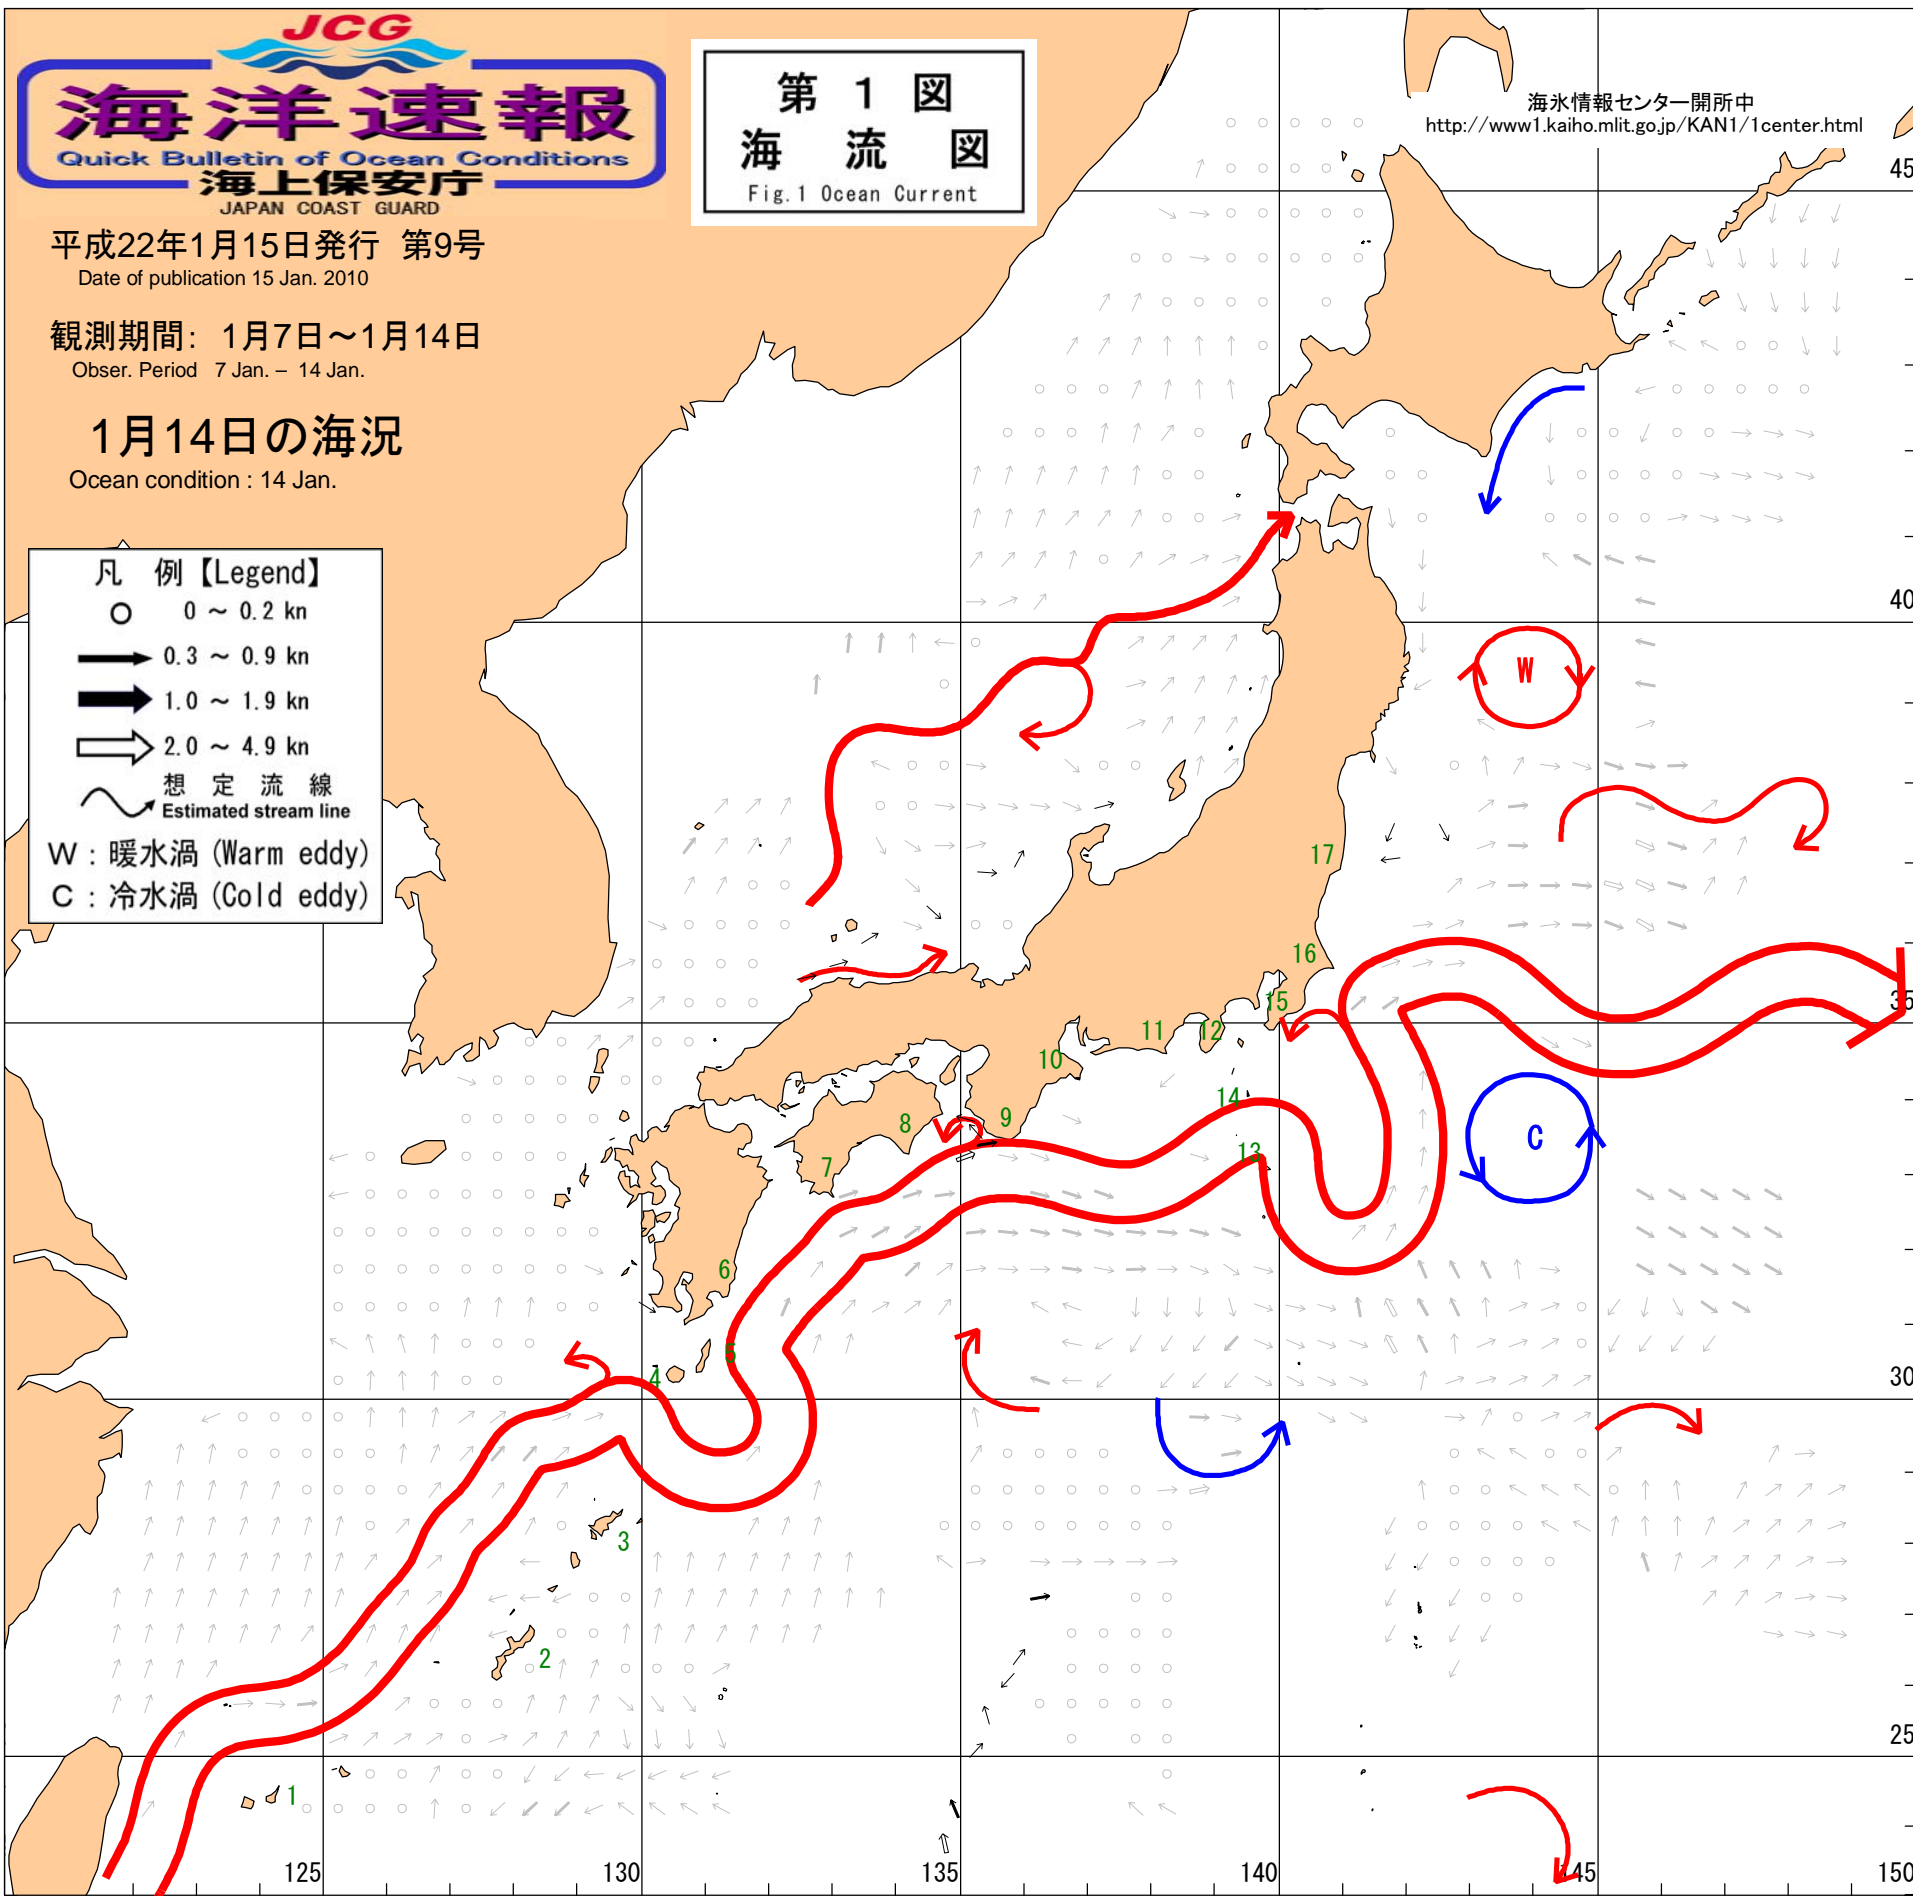 JCG
海洋速報
Quick Bulletin of Ocean Conditions
海上保安庁
JAPAN COAST GUARD
第 1 図
海 流 図
Fig.1 Ocean Current
海氷情報センター開所中
http://www1.kaiho.mlit.go.jp/KAN1/1center.html
平成22年1月15日発行 第9号
Date of publication 15 Jan. 2010
観測期間: 1月7日~1月14日
Obser. Period 7 Jan. – 14 Jan.
1月14日の海況
Ocean condition : 14 Jan.
凡 例【Legend】
0 ~ 0.2 kn
0.3 ~ 0.9 kn
1.0 ~ 1.9 kn
2.0 ~ 4.9 kn
想 定 流 線
Estimated stream line
W : 暖水渦 (Warm eddy)
C : 冷水渦 (Cold eddy)
45
40
W
17
16
35
15
11
12
10
14
9
8
C
13
7
6
5
4
30
3
2
25
1
125
130
135
140
145
150